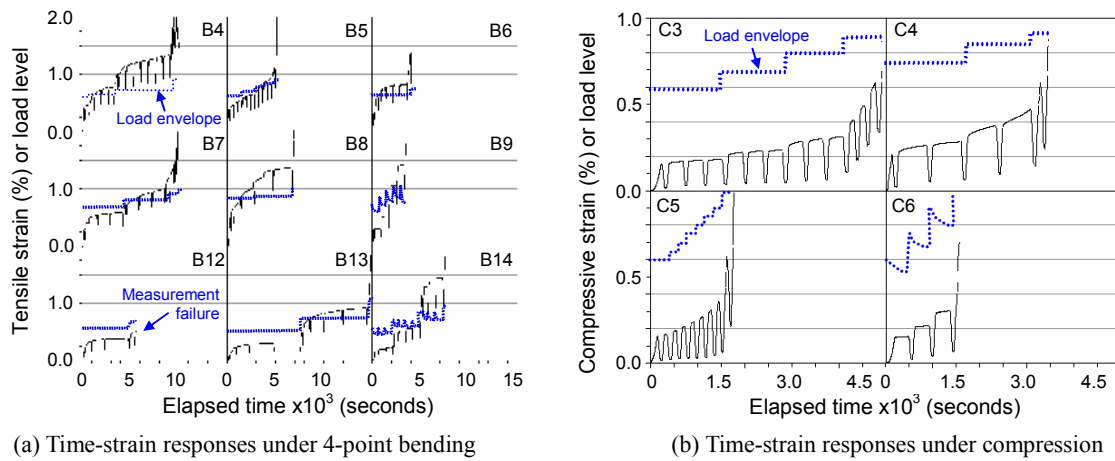 2.0
B4
B5
B6
1.0
Load envelope
0.0
B7
B8
B9
1.0
0.0
B12
B13
B14
Measurement
failure
1.0
0.0
Tensile strain (%) or load level
0 5 10 0 5 10 0 5 10 15
Elapsed time x10³ (seconds)
(a) Time-strain responses under 4-point bending
1.0
C3
C4
Load envelope
0.5
0.0
C5
C6
0.5
0.0
Compressive strain (%) or load level
0 1.5 3.0 4.5 0 1.5 3.0 4.5
Elapsed time x10³ (seconds)
(b) Time-strain responses under compression